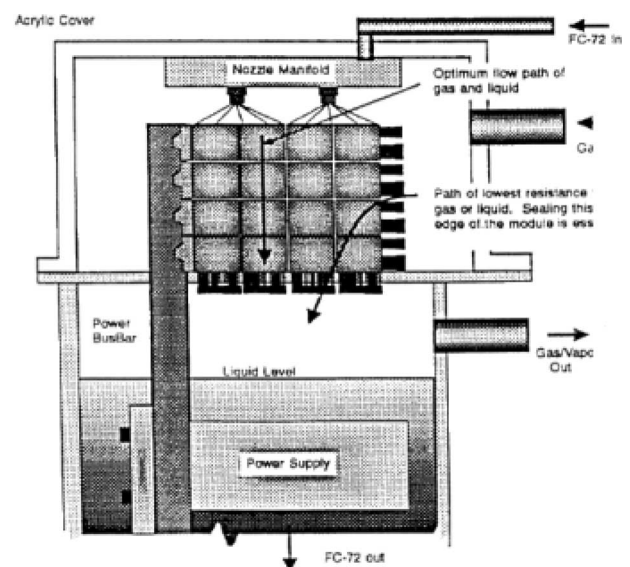 Acrylic Cover
FC-72 In
Nozzle Manifold
Optimum flow path of
gas and liquid
Ga
Path of lowest resistance
gas or liquid. Sealing this
edge of the module is ess
Power
BusBar
Gas/Vapo
Out
Liquid Level
Power Supply
FC-72 out